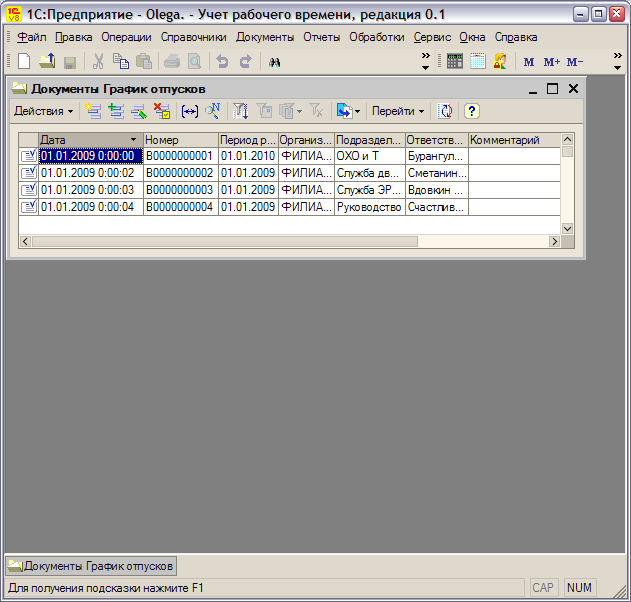 1С:Предприятие - Olega. - Учет рабочего времени, редакция 0.1
Файл Правка Операции Справочники Документы Отчеты Обработки Сервис Окна Справка
M M+ M-
Документы График отпусков
Действия Перейти
Дата Номер Период р... Организ... Подраздел... Ответств... Комментарий
01.01.2009 0:00:00 В0000000001 01.01.2010 ФИЛИА... ОХО и Т Бурангул...
01.01.2009 0:00:02 В0000000002 01.01.2009 ФИЛИА... Служба дв... Сметанин...
01.01.2009 0:00:03 В0000000003 01.01.2009 ФИЛИА... Служба ЭР... Вдовкин ...
01.01.2009 0:00:04 В0000000004 01.01.2009 ФИЛИА... Руководство Счастлив...
Документы График отпусков
Для получения подсказки нажмите F1 CAP NUM